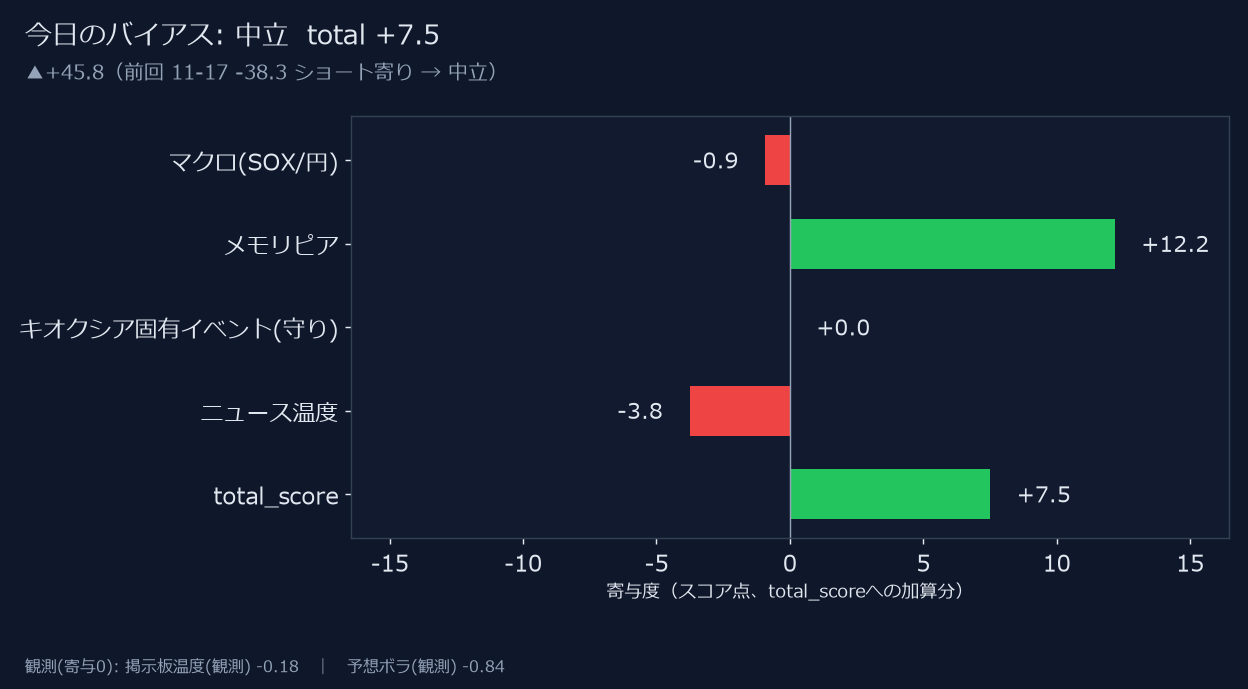 今日のバイアス: 中立 total +7.5
▲+45.8（前回 11-17 -38.3 ショート寄り → 中立）
マクロ(SOX/円)
-0.9
メモリピア
+12.2
キオクシア固有イベント(守り)
+0.0
ニュース温度
-3.8
total_score
+7.5
-15 -10 -5 0 5 10 15
寄与度（スコア点、total_scoreへの加算分）
観測(寄与0): 掲示板温度(観測) -0.18 ｜ 予想ボラ(観測) -0.84